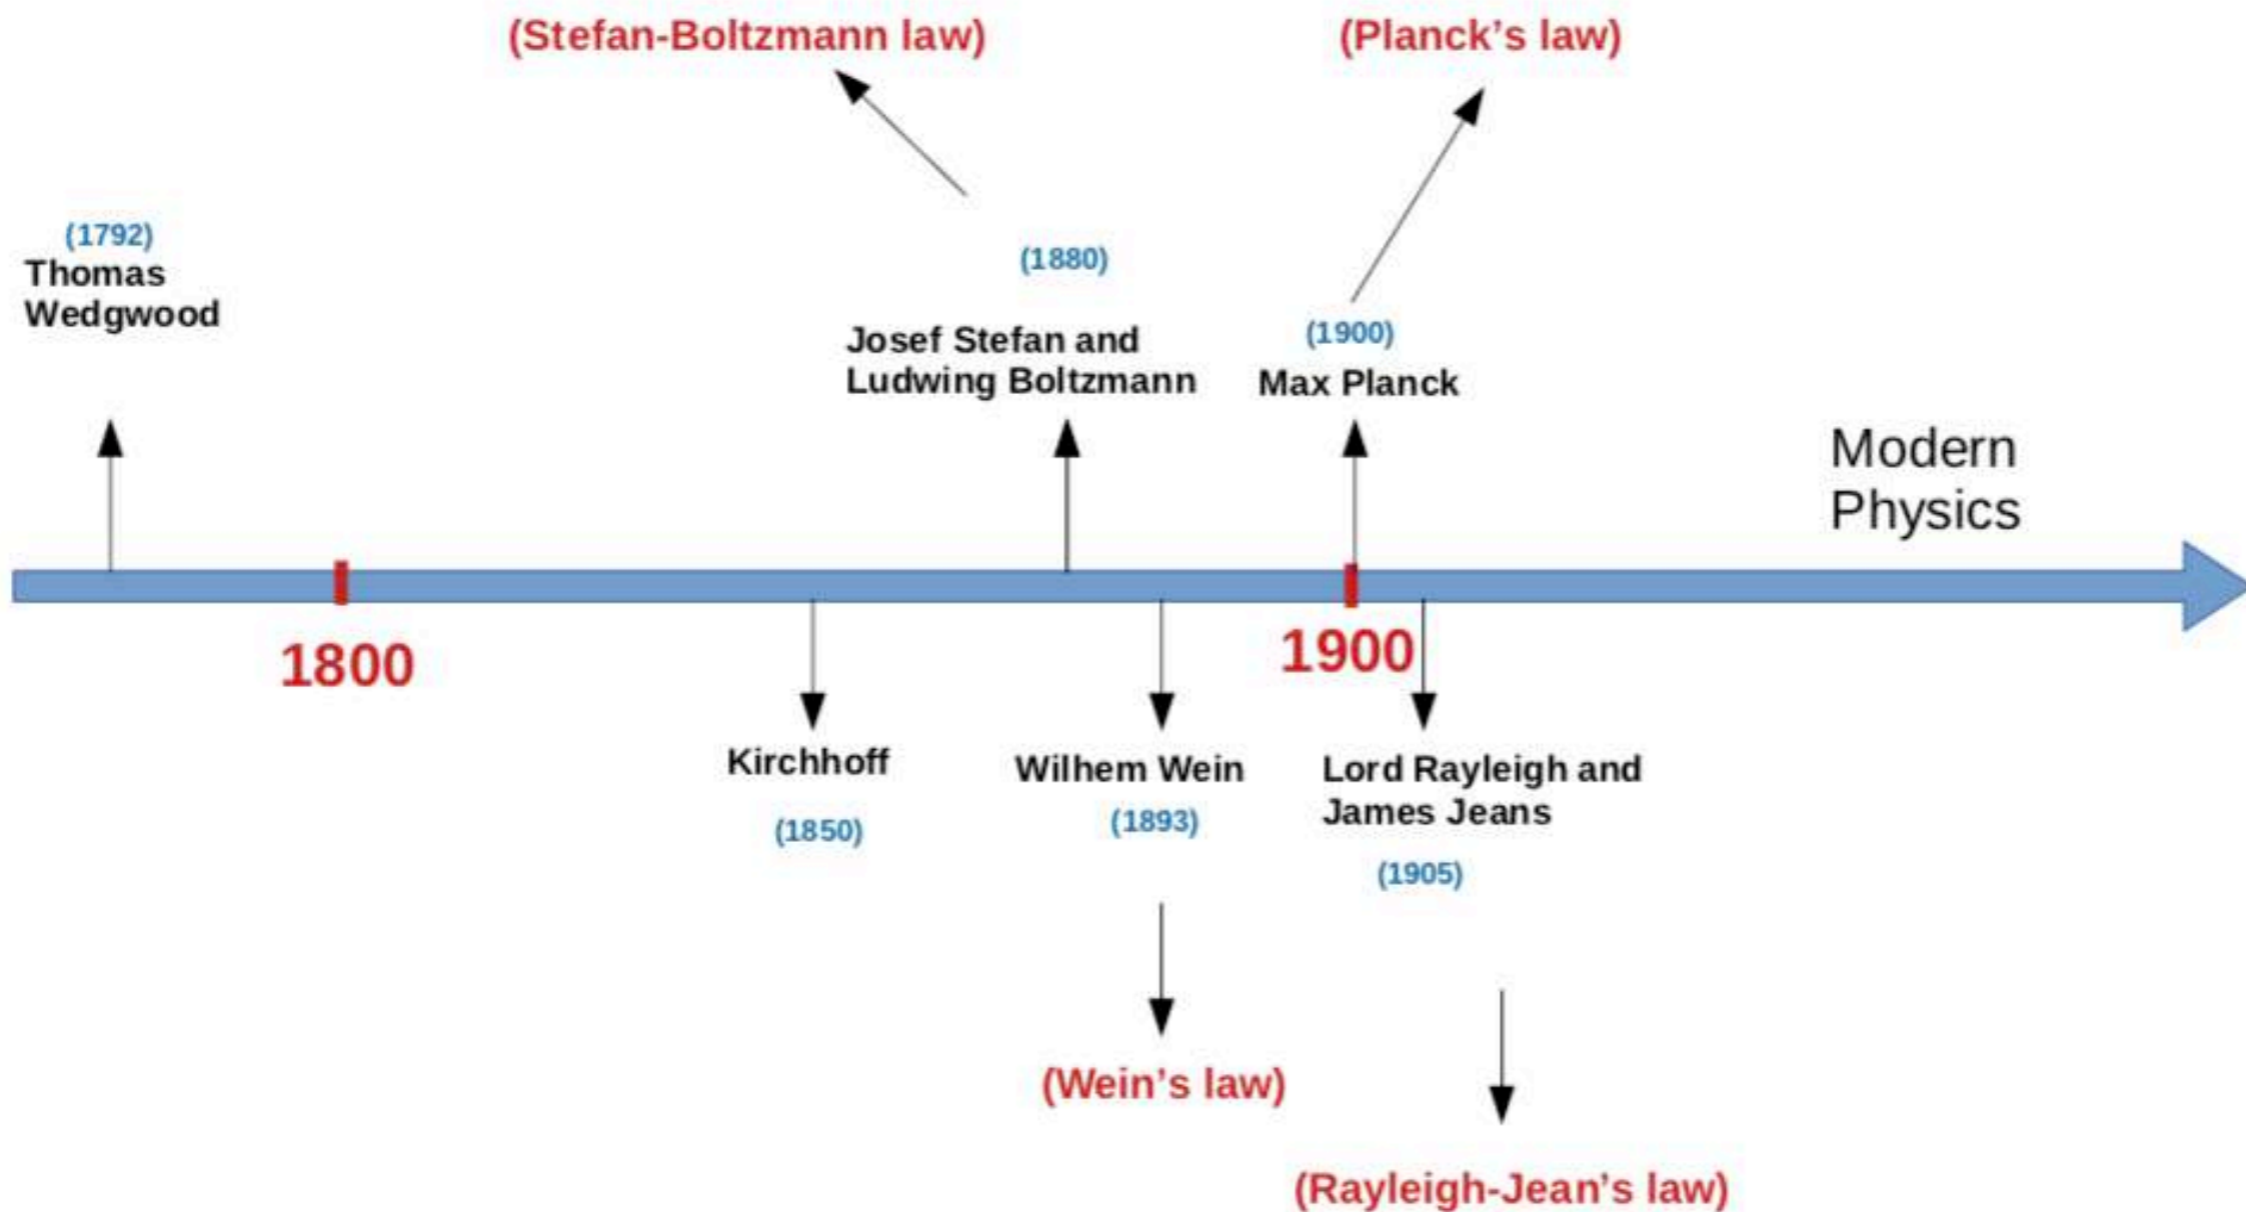 (Stefan-Boltzmann law)
(Planck’s law)
(1792)
Thomas
Wedgwood
(1880)
Josef Stefan and
Ludwing Boltzmann
(1900)
Max Planck
Modern
Physics
1800
1900
Kirchhoff
(1850)
Wilhem Wein
(1893)
Lord Rayleigh and
James Jeans
(1905)
(Wein’s law)
(Rayleigh-Jean’s law)